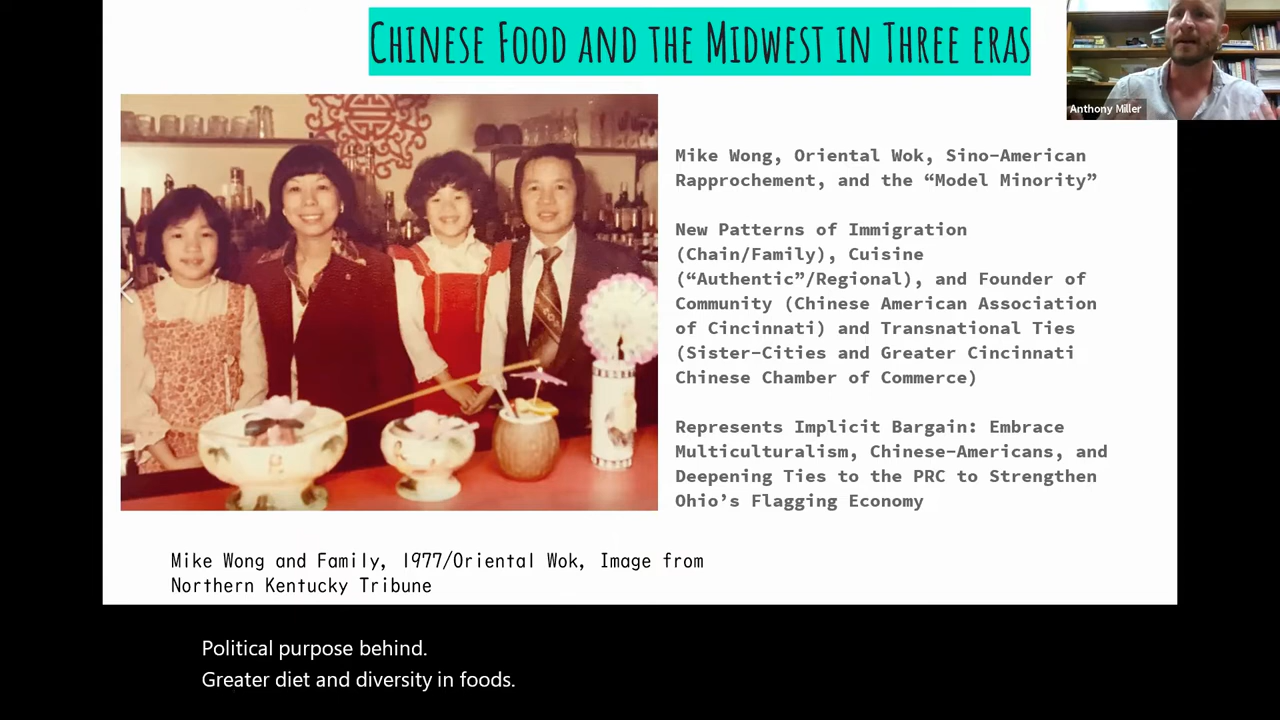 Chinese Food and the Midwest in Three eras
Anthony Miller
Mike Wong, Oriental Wok, Sino-American
Rapprochement, and the “Model Minority”
New Patterns of Immigration
(Chain/Family), Cuisine
(“Authentic”/Regional), and Founder of
Community (Chinese American Association
of Cincinnati) and Transnational Ties
(Sister-Cities and Greater Cincinnati
Chinese Chamber of Commerce)
Represents Implicit Bargain: Embrace
Multiculturalism, Chinese-Americans, and
Deepening Ties to the PRC to Strengthen
Ohio’s Flagging Economy
Mike Wong and Family, 1977/Oriental Wok, Image from
Northern Kentucky Tribune
Political purpose behind.
Greater diet and diversity in foods.